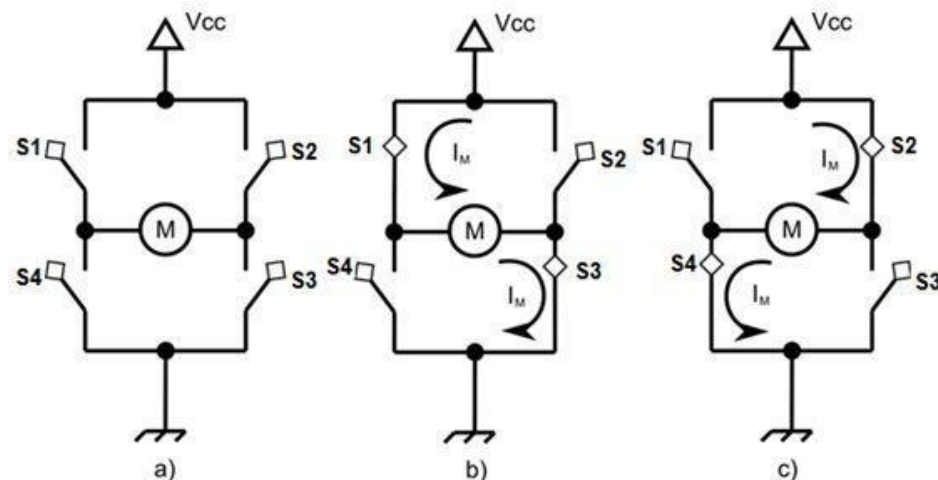 Vcc Vcc Vcc
S1 S2 S1 I_M S2 S1 I_M S2
M M M
S4 S3 S4 I_M S3 S4 I_M S3
a) b) c)